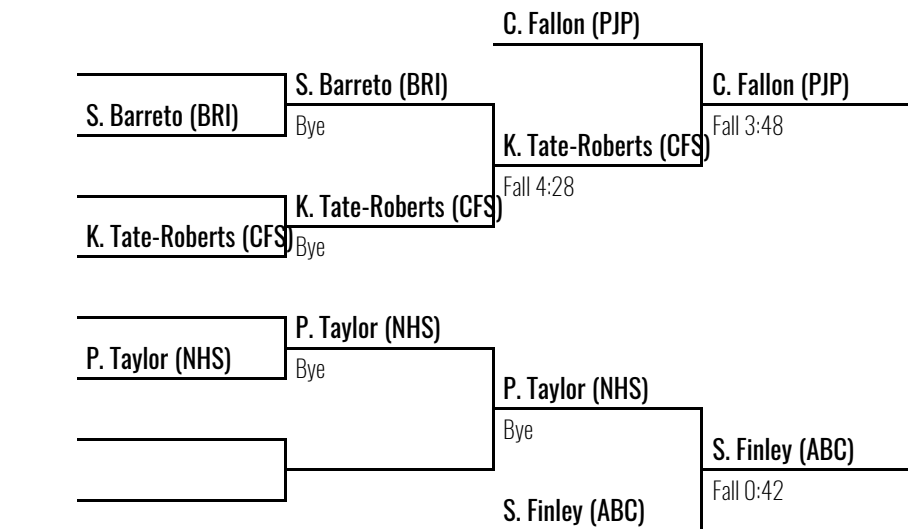 C. Fallon (PJP)
S. Barreto (BRI)
C. Fallon (PJP)
S. Barreto (BRI)
Bye
Fall 3:48
K. Tate-Roberts (CFS)
Fall 4:28
K. Tate-Roberts (CFS)
K. Tate-Roberts (CFS)
Bye
P. Taylor (NHS)
P. Taylor (NHS)
Bye
P. Taylor (NHS)
Bye
S. Finley (ABC)
Fall 0:42
S. Finley (ABC)